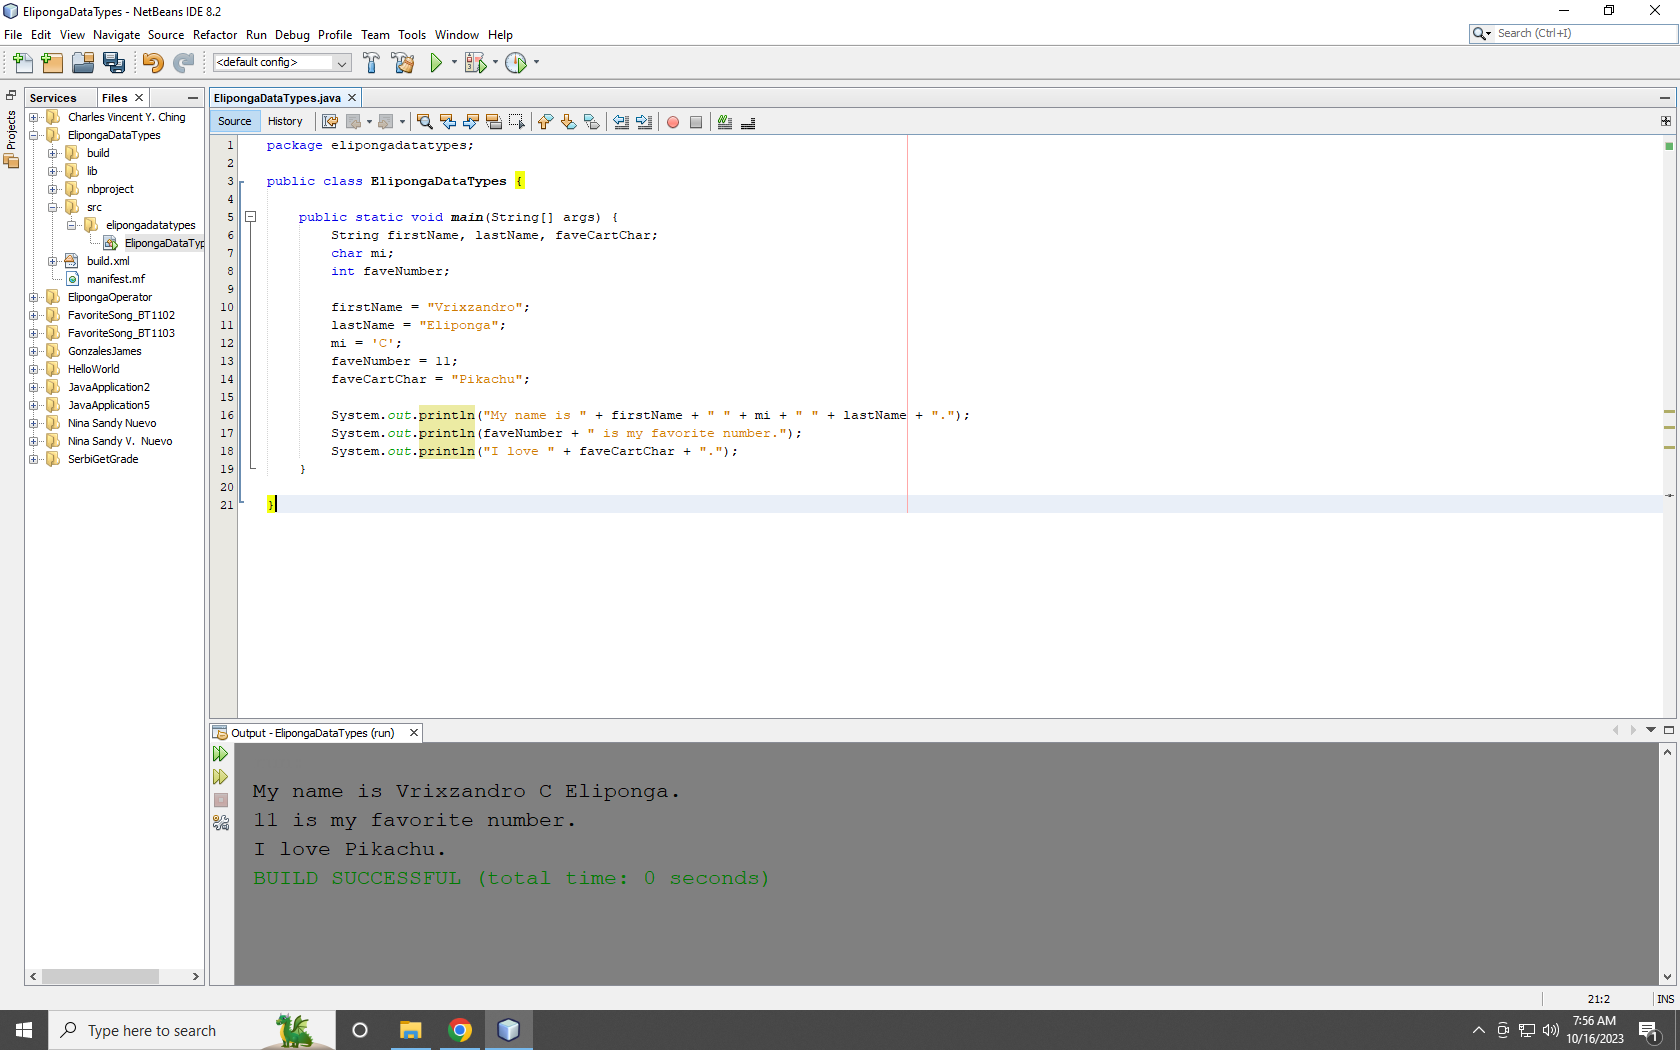 ElipongaDataTypes - NetBeans IDE 8.2
File Edit View Navigate Source Refactor Run Debug Profile Team Tools Window Help
Search (Ctrl+I)
<default config>
Projects
Services Files
Charles Vincent Y. Ching
ElipongaDataTypes
build
lib
nbproject
src
elipongadatatypes
ElipongaDataTyp
build.xml
manifest.mf
ElipongaOperator
FavoriteSong_BT1102
FavoriteSong_BT1103
GonzalesJames
HelloWorld
JavaApplication2
JavaApplication5
Nina Sandy Nuevo
Nina Sandy V. Nuevo
SerbiGetGrade
ElipongaDataTypes.java
Source History
1 package elipongadatatypes;
2
3 public class ElipongaDataTypes {
4
5 public static void main(String[] args) {
6 String firstName, lastName, faveCartChar;
7 char mi;
8 int faveNumber;
9
10 firstName = "Vrixzandro";
11 lastName = "Eliponga";
12 mi = 'C';
13 faveNumber = 11;
14 faveCartChar = "Pikachu";
15
16 System.out.println("My name is " + firstName + " " + mi + " " + lastName + ".");
17 System.out.println(faveNumber + " is my favorite number.");
18 System.out.println("I love " + faveCartChar + ".");
19 }
20
21 }
Output - ElipongaDataTypes (run)
My name is Vrixzandro C Eliponga.
11 is my favorite number.
I love Pikachu.
BUILD SUCCESSFUL (total time: 0 seconds)
21:2 INS
Type here to search
7:56 AM
10/16/2023
1